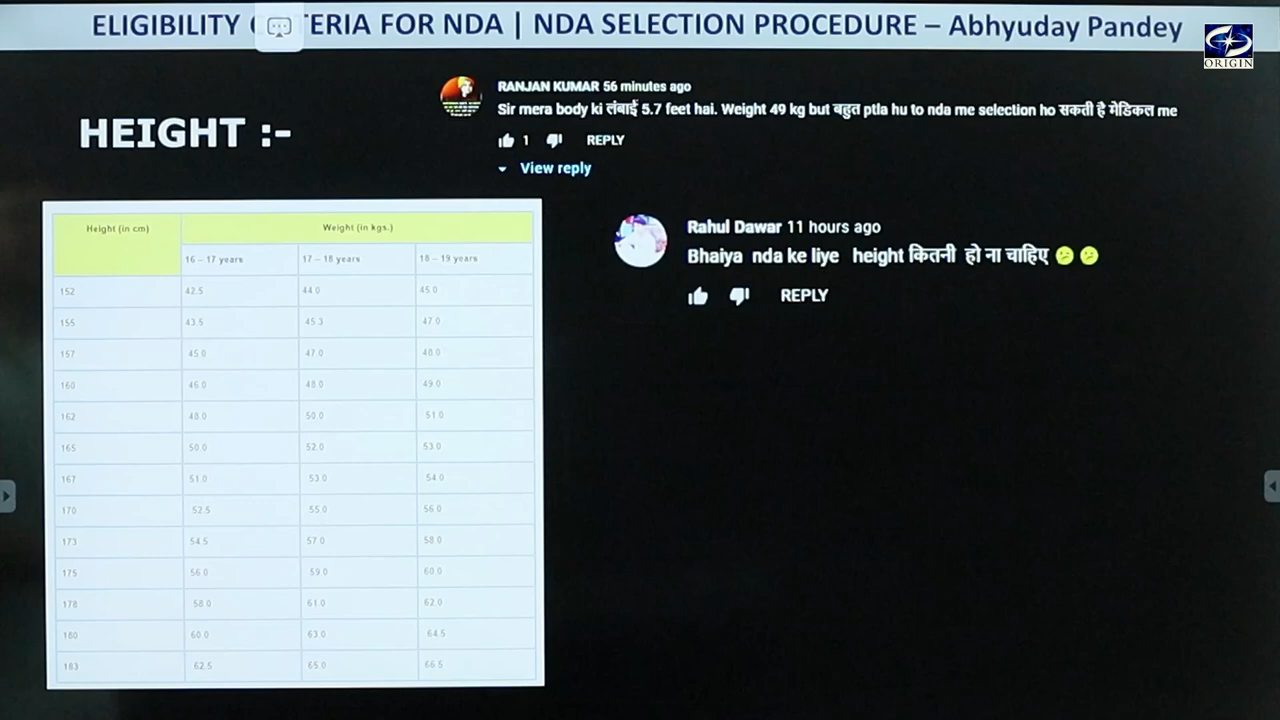 ELIGIBILITY TERIA FOR NDA | NDA SELECTION PROCEDURE – Abhyuday Pandey
ORIGIN
HEIGHT :-
RANJAN KUMAR 56 minutes ago
Sir mera body ki लंबाई 5.7 feet hai. Weight 49 kg but बहुत ptla hu to nda me selection ho सकती है मेडिकल me
1 REPLY
View reply
Rahul Dawar 11 hours ago
Bhaiya nda ke liye height कितनी हो ना चाहिए 😕😕
REPLY
Height (in cm) Weight (in kgs.)
16 – 17 years 17 – 18 years 18 – 19 years
152 42.5 44.0 45.0
155 43.5 45.3 47.0
157 45.0 47.0 48.0
160 46.0 48.0 49.0
162 48.0 50.0 51.0
165 50.0 52.0 53.0
167 51.0 53.0 54.0
170 52.5 55.0 56.0
173 54.5 57.0 58.0
175 56.0 59.0 60.0
178 58.0 61.0 62.0
180 60.0 63.0 64.5
183 62.5 65.0 66.5